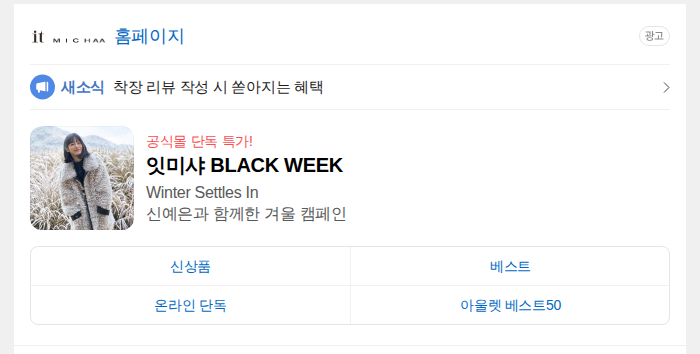 it MICHAA 홈페이지
광고
새소식 착장 리뷰 작성 시 쏟아지는 혜택
공식몰 단독 특가!
잇미샤 BLACK WEEK
Winter Settles In
신예은과 함께한 겨울 캠페인
신상품
베스트
온라인 단독
아울렛 베스트50